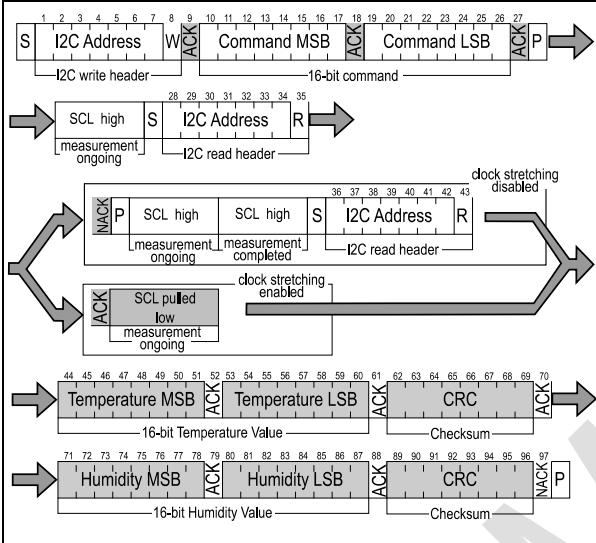 1 2 3 4 5 6 7 8 9 10 11 12 13 14 15 16 17 18 19 20 21 22 23 24 25 26 27
S I2C Address W ACK Command MSB ACK Command LSB ACK P
I2C write header 16-bit command
28 29 30 31 32 33 34 35
SCL high S I2C Address R
measurement ongoing I2C read header
clock stretching disabled
36 37 38 39 40 41 42 43
NACK P SCL high SCL high S I2C Address R
measurement ongoing measurement completed I2C read header
clock stretching enabled
ACK SCL pulled low
measurement ongoing
44 45 46 47 48 49 50 51 52 53 54 55 56 57 58 59 60 61 62 63 64 65 66 67 68 69 70
Temperature MSB ACK Temperature LSB ACK CRC ACK
16-bit Temperature Value Checksum
71 72 73 74 75 76 77 78 79 80 81 82 83 84 85 86 87 88 89 90 91 92 93 94 95 96 97
Humidity MSB ACK Humidity LSB ACK CRC NACK P
16-bit Humidity Value Checksum